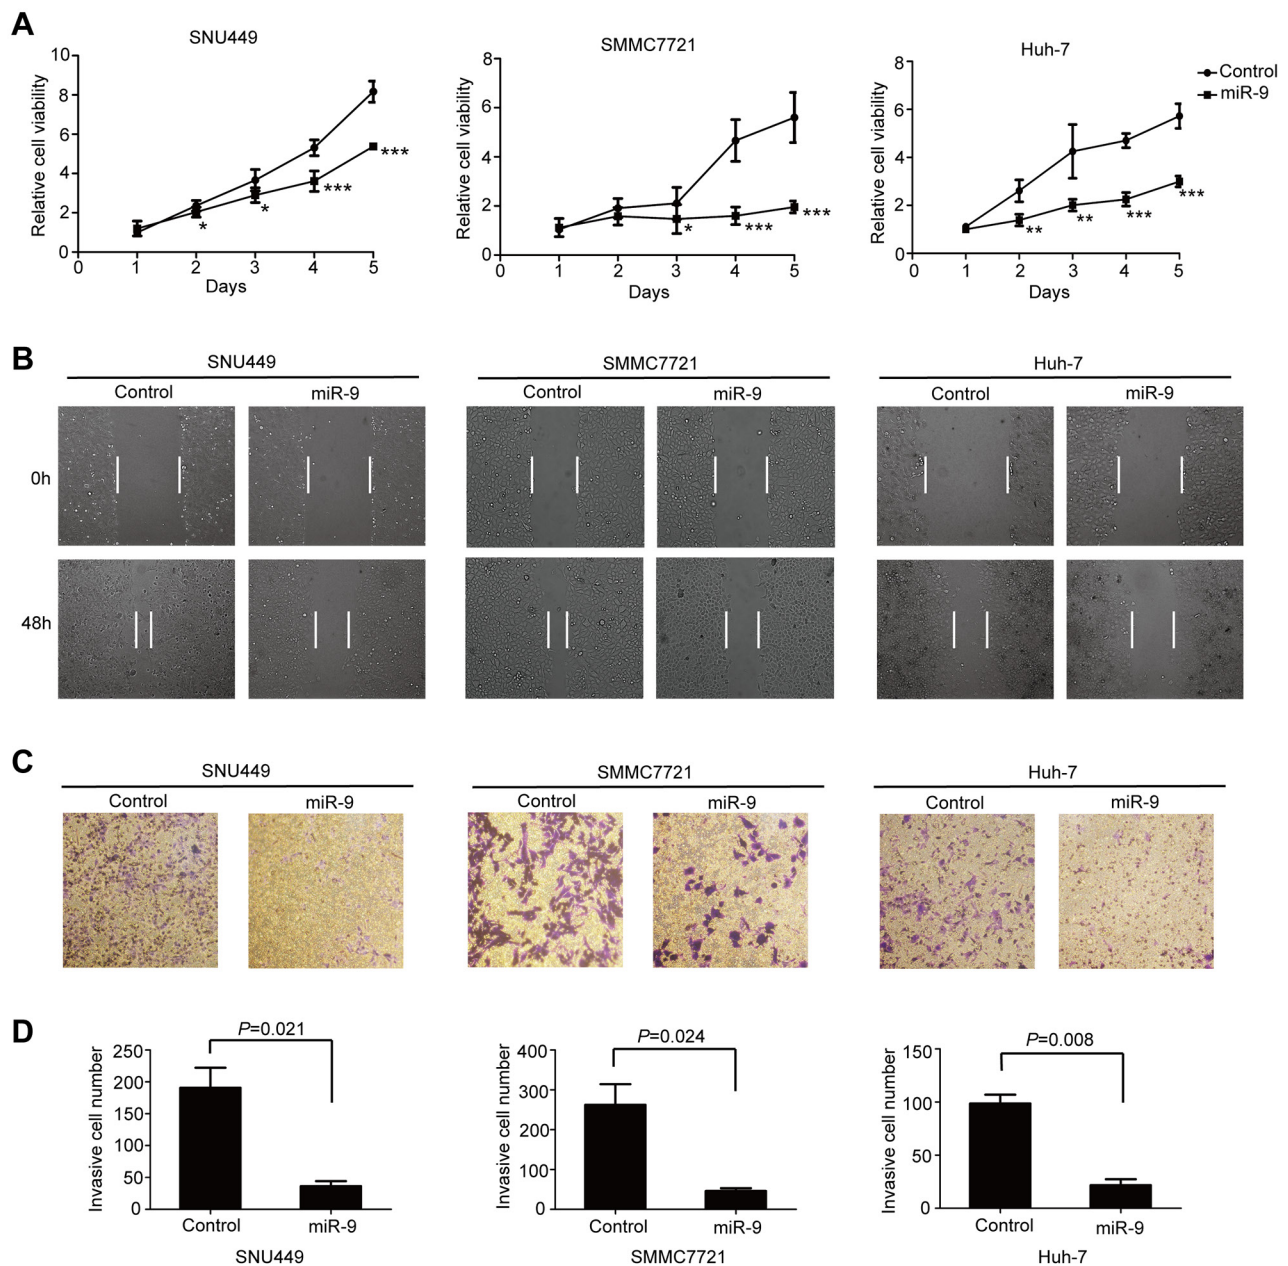 A
SNU449
SMMC7721
Huh-7
Control
miR-9
Relative cell viability
10
8
6
4
2
0
0 1 2 3 4 5
Days
* * *** ***
Relative cell viability
8
6
4
2
0
0 1 2 3 4 5
Days
* *** ***
Relative cell viability
8
6
4
2
0
0 1 2 3 4 5
Days
** ** *** ***
B
SNU449 SMMC7721 Huh-7
Control miR-9 Control miR-9 Control miR-9
0h
48h
C
SNU449 SMMC7721 Huh-7
Control miR-9 Control miR-9 Control miR-9
D
P=0.021
Invasive cell number
250
200
150
100
50
0
Control miR-9
SNU449
P=0.024
Invasive cell number
400
300
200
100
0
Control miR-9
SMMC7721
P=0.008
Invasive cell number
150
100
50
0
Control miR-9
Huh-7